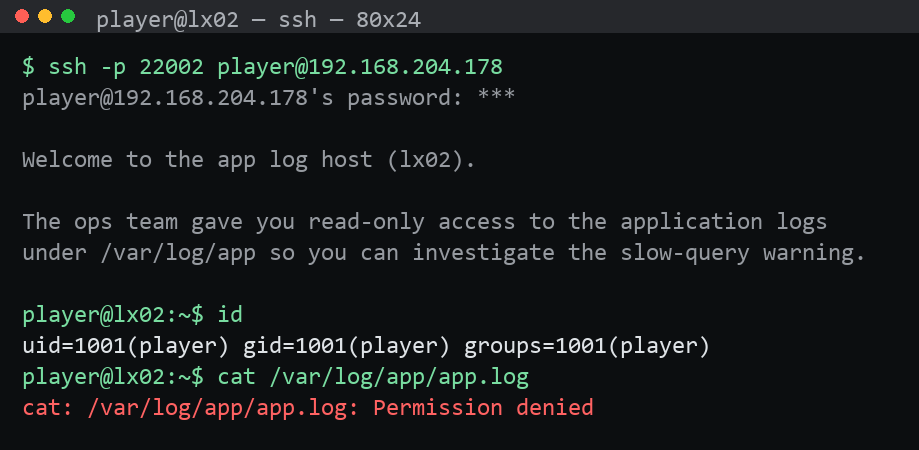 player@lx02 — ssh — 80x24
$ ssh -p 22002 player@192.168.204.178
player@192.168.204.178's password: ***
Welcome to the app log host (lx02).
The ops team gave you read-only access to the application logs
under /var/log/app so you can investigate the slow-query warning.
player@lx02:~$ id
uid=1001(player) gid=1001(player) groups=1001(player)
player@lx02:~$ cat /var/log/app/app.log
cat: /var/log/app/app.log: Permission denied